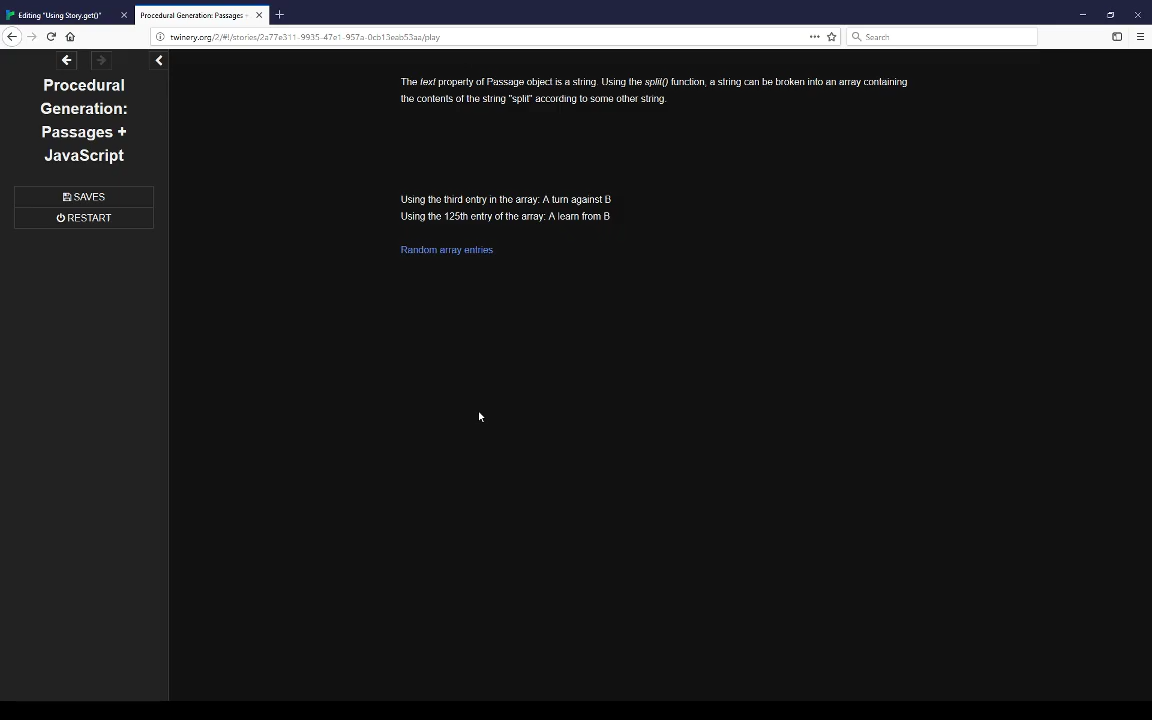 Editing "Using Story.get()"
Procedural Generation: Passages
twinery.org/2/#!/stories/2a77e311-9935-47e1-957a-0cb13eab53aa/play
Search
Procedural
Generation:
Passages +
JavaScript
SAVES
RESTART
The text property of Passage object is a string. Using the split() function, a string can be broken into an array containing
the contents of the string "split" according to some other string.
Using the third entry in the array: A turn against B
Using the 125th entry of the array: A learn from B
Random array entries